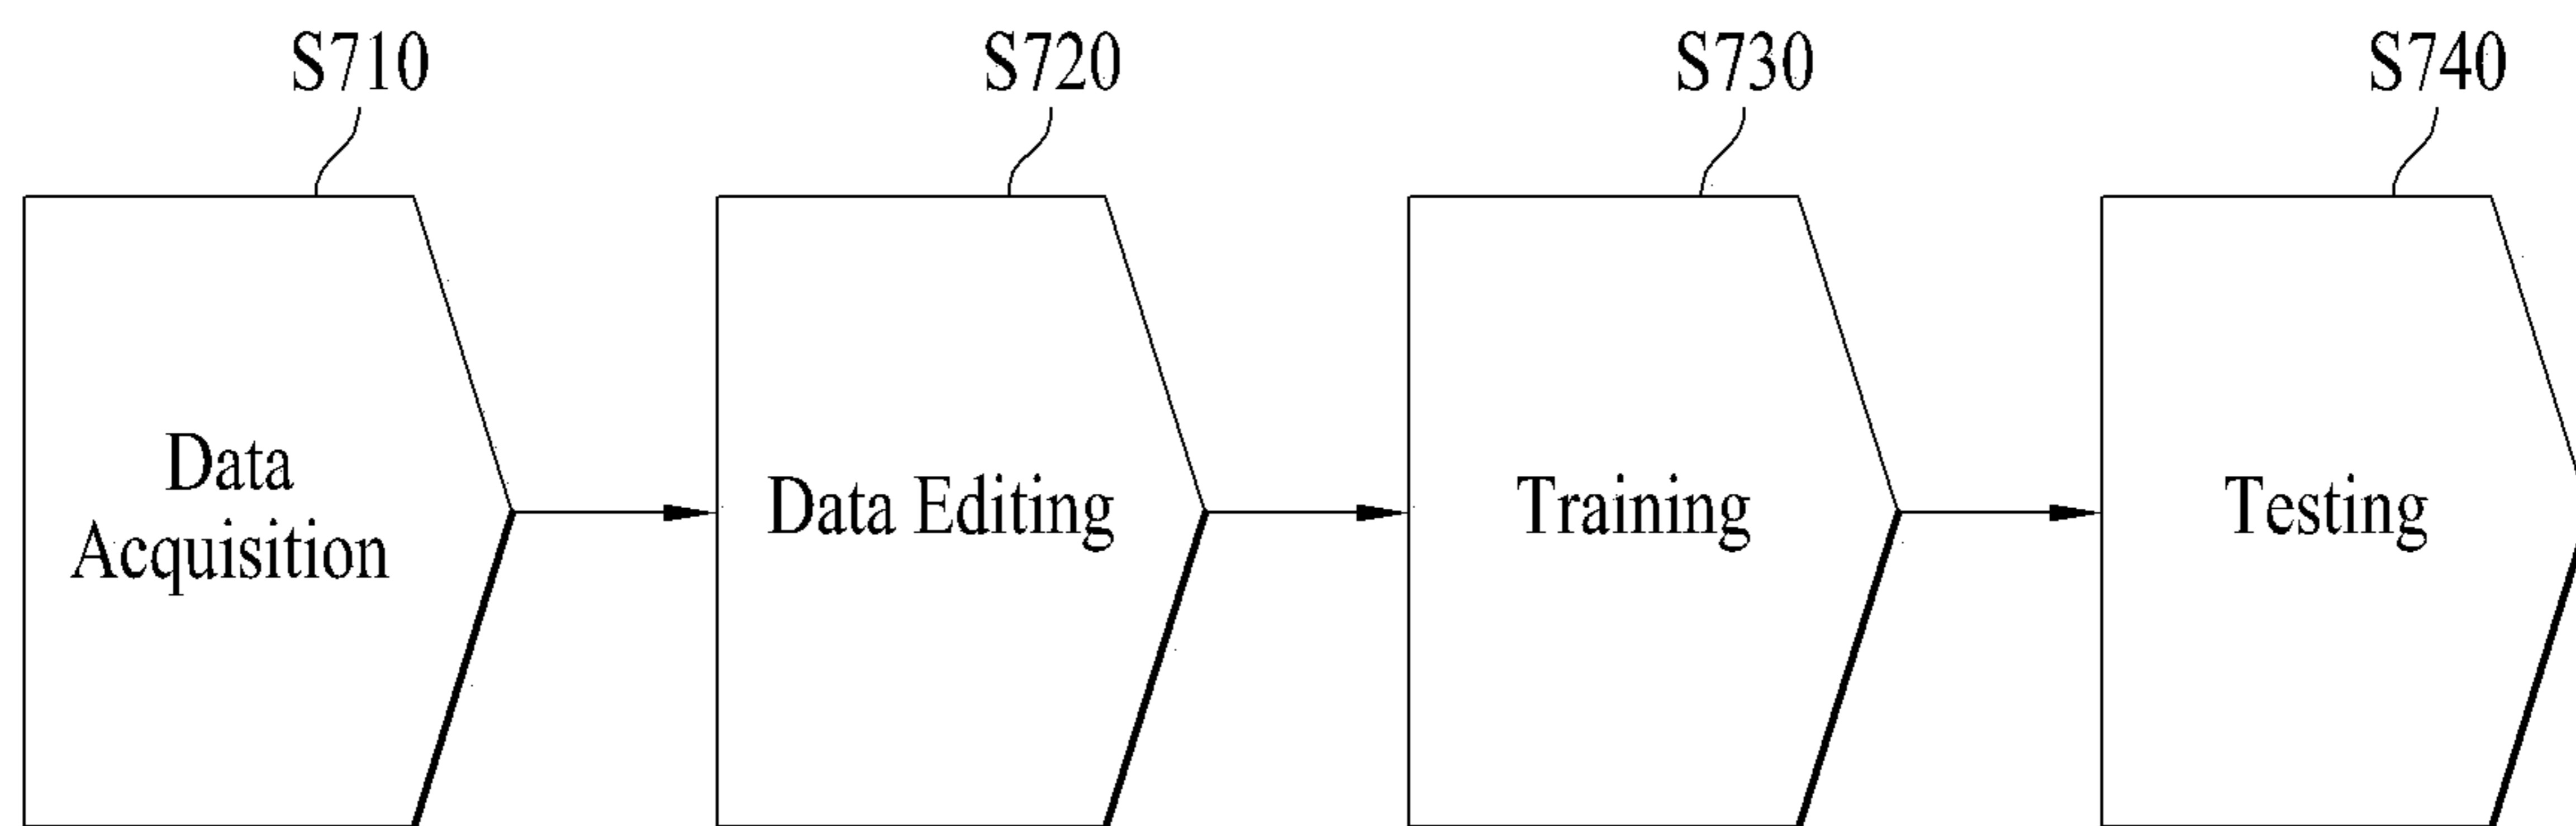 S710
S720
S730
S740
Data
Acquisition
Data Editing
Training
Testing